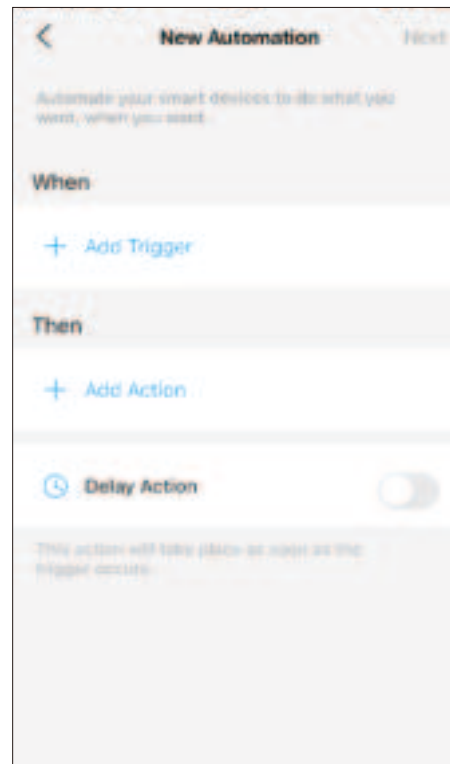 New Automation Next
Automate your smart devices to do what you
want, when you want.
When
+ Add Trigger
Then
+ Add Action
Delay Action
This action will take place as soon as the
trigger occurs.